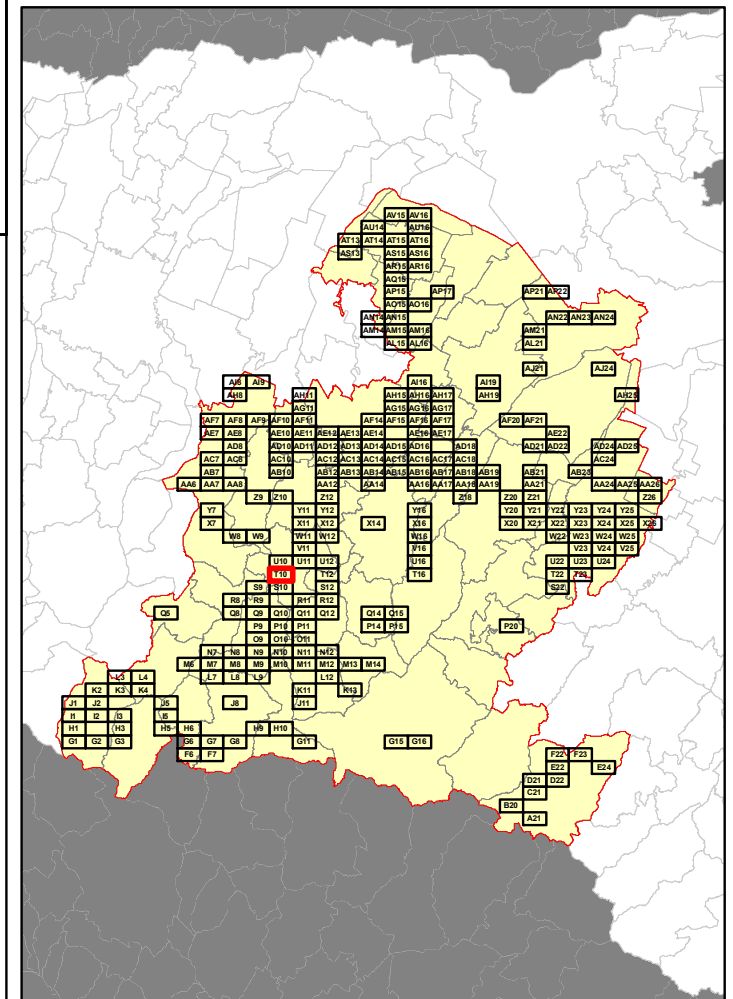 AV15 AV16
AU14 AU16
AT13 AT14 AT15 AT16
AS13 AS15 AS16
AR15 AR16
AQ15
AP15 AP17 AP21 AP22
AO15 AO16
AN14 AN15 AN22 AN23 AN24
AM14 AM15 AM16 AM21
AL15 AL16 AL21
AJ21 AJ24
AI8 AI9 AI16 AI19
AH8 AH11 AH15 AH16 AH17 AH19 AH25
AG11 AG15 AG16 AG17
AF7 AF8 AF9 AF10 AF11 AF14 AF15 AF16 AF17 AF20 AF21
AE7 AE8 AE10 AE11 AE12 AE13 AE14 AE16 AE17 AE22
AD8 AD10 AD11 AD12 AD13 AD14 AD15 AD16 AD18 AD21 AD22 AD24 AD25
AC7 AC8 AC10 AC12 AC13 AC14 AC15 AC16 AC17 AC18 AC24
AB7 AB10 AB12 AB13 AB14 AB15 AB16 AB17 AB18 AB19 AB21 AB23
AA6 AA7 AA8 AA12 AA14 AA16 AA17 AA18 AA19 AA21 AA24 AA25 AA26
Z9 Z10 Z12 Z18 Z20 Z21 Z26
Y7 Y11 Y12 Y16 Y20 Y21 Y22 Y23 Y24 Y25
X7 X11 X12 X14 X16 X20 X21 X22 X23 X24 X25 X26
W8 W9 W11 W12 W16 W22 W23 W24 W25
V11 V16 V23 V24 V25
U10 U11 U12 U16 U22 U23 U24
T10 T12 T16 T22 T23
S9 S10 S12 S22
R8 R9 R11 R12
Q5 Q8 Q9 Q10 Q11 Q12 Q14 Q15
P9 P10 P11 P14 P15 P20
O9 O10 O11
N7 N8 N9 N10 N11 N12
M6 M7 M8 M9 M10 M11 M12 M13 M14
L3 L4 L7 L8 L9 L12
K2 K3 K4 K11 K13
J1 J2 J5 J8 J11
I1 I2 I3 I5
H1 H3 H5 H6 H9 H10
G1 G2 G3 G6 G7 G8 G11 G15 G16
F6 F7 F22 F23
E22 E24
D21 D22
C21
B20
A21